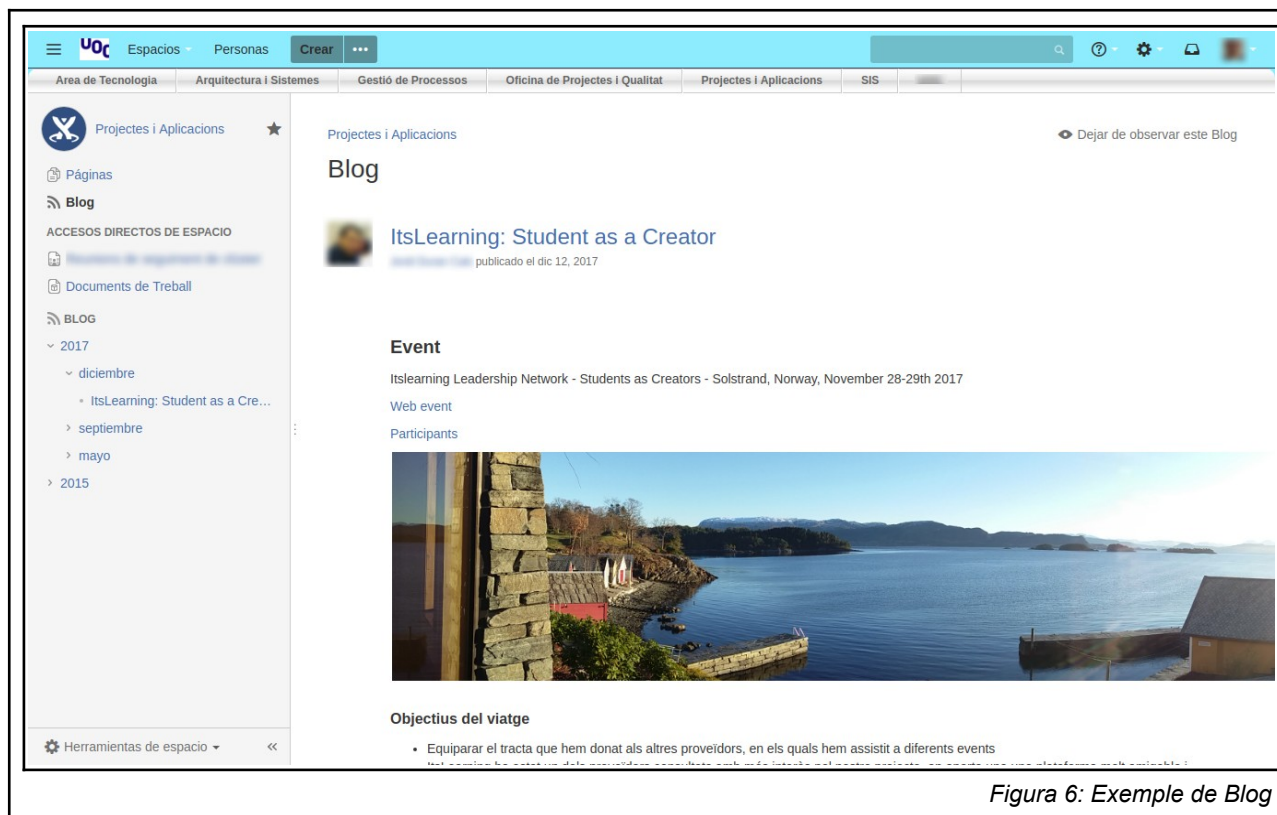 UOC Espacios Personas Crear
Area de Tecnologia Arquitectura i Sistemes Gestió de Processos Oficina de Projectes i Qualitat Projectes i Aplicacions SIS
Projectes i Aplicacions
Páginas
Blog
ACCESOS DIRECTOS DE ESPACIO
Documents de Treball
BLOG
2017
diciembre
ItsLearning: Student as a Cre...
septiembre
mayo
2015
Herramientas de espacio
Projectes i Aplicacions
Dejar de observar este Blog
Blog
ItsLearning: Student as a Creator
publicado el dic 12, 2017
Event
Itslearning Leadership Network - Students as Creators - Solstrand, Norway, November 28-29th 2017
Web event
Participants
Objectius del viatge
Equiparar el tracta que hem donat als altres proveïdors, en els quals hem assistit a diferents events
Figura 6: Exemple de Blog